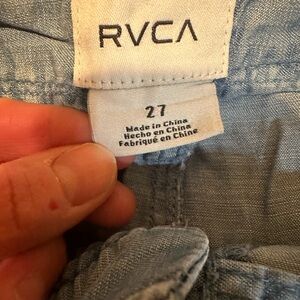 RVCA
27
Made in China
Hecho en China
Fabriqué en Chine